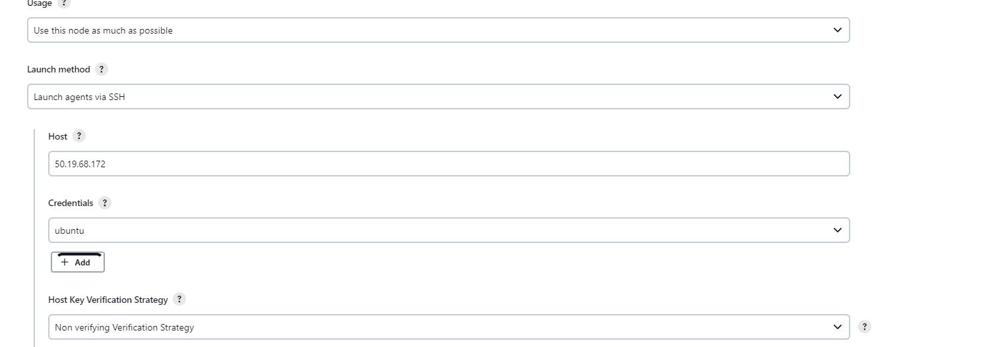 Usage ?
Use this node as much as possible
Launch method ?
Launch agents via SSH
Host ?
50.19.68.172
Credentials ?
ubuntu
+ Add
Host Key Verification Strategy ?
Non verifying Verification Strategy ?